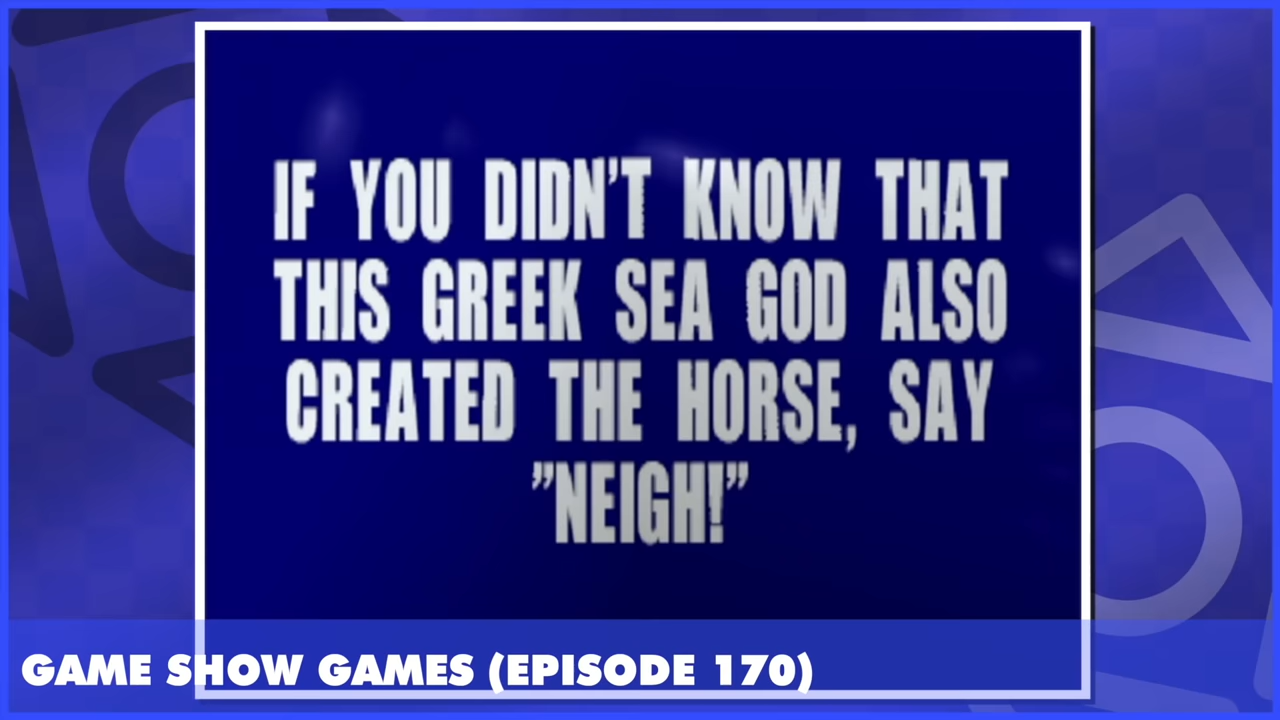 IF YOU DIDN'T KNOW THAT
THIS GREEK SEA GOD ALSO
CREATED THE HORSE, SAY
”NEIGH!”
GAME SHOW GAMES (EPISODE 170)